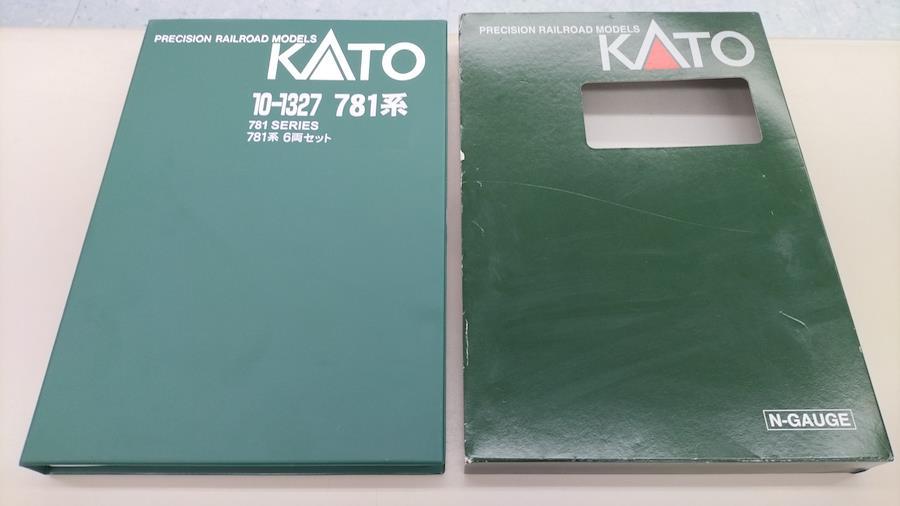 PRECISION RAILROAD MODELS
KATO
10-1327 781系
781 SERIES
781系 6両セット
PRECISION RAILROAD MODELS
KATO
N-GAUGE